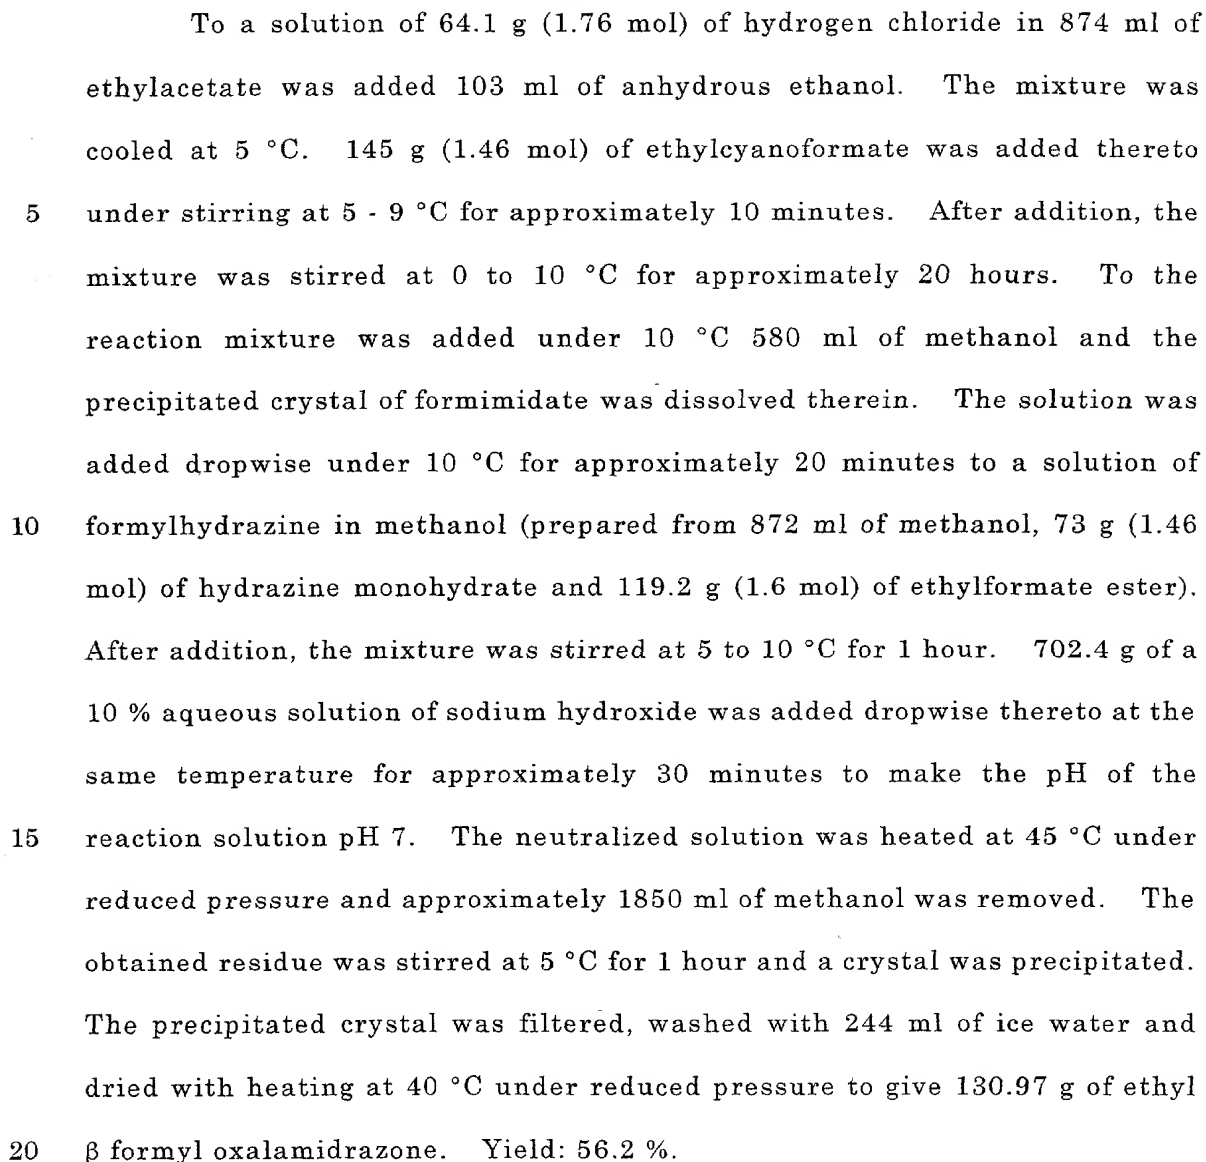 To a solution of 64.1 g (1.76 mol) of hydrogen chloride in 874 ml of
ethylacetate was added 103 ml of anhydrous ethanol. The mixture was
cooled at 5 °C. 145 g (1.46 mol) of ethylcyanoformate was added thereto
5 under stirring at 5 - 9 °C for approximately 10 minutes. After addition, the
mixture was stirred at 0 to 10 °C for approximately 20 hours. To the
reaction mixture was added under 10 °C 580 ml of methanol and the
precipitated crystal of formimidate was dissolved therein. The solution was
added dropwise under 10 °C for approximately 20 minutes to a solution of
10 formylhydrazine in methanol (prepared from 872 ml of methanol, 73 g (1.46
mol) of hydrazine monohydrate and 119.2 g (1.6 mol) of ethylformate ester).
After addition, the mixture was stirred at 5 to 10 °C for 1 hour. 702.4 g of a
10 % aqueous solution of sodium hydroxide was added dropwise thereto at the
same temperature for approximately 30 minutes to make the pH of the
15 reaction solution pH 7. The neutralized solution was heated at 45 °C under
reduced pressure and approximately 1850 ml of methanol was removed. The
obtained residue was stirred at 5 °C for 1 hour and a crystal was precipitated.
The precipitated crystal was filtered, washed with 244 ml of ice water and
dried with heating at 40 °C under reduced pressure to give 130.97 g of ethyl
20 β formyl oxalamidrazone. Yield: 56.2 %.